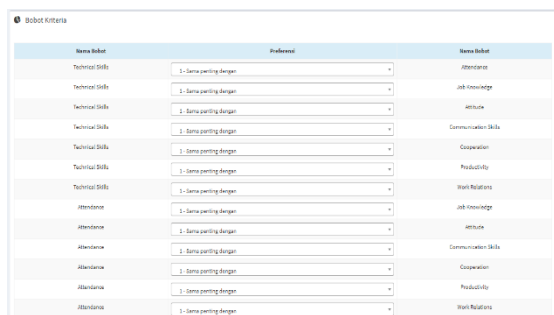 Bobot Kriteria
Nama Bobot Preferensi Nama Bobot
Technical Skills 1 - Sama penting dengan Attendance
Technical Skills 1 - Sama penting dengan Job Knowledge
Technical Skills 1 - Sama penting dengan Attitude
Technical Skills 1 - Sama penting dengan Communication Skills
Technical Skills 1 - Sama penting dengan Cooperation
Technical Skills 1 - Sama penting dengan Productivity
Technical Skills 1 - Sama penting dengan Work Relations
Attendance 1 - Sama penting dengan Job Knowledge
Attendance 1 - Sama penting dengan Attitude
Attendance 1 - Sama penting dengan Communication Skills
Attendance 1 - Sama penting dengan Cooperation
Attendance 1 - Sama penting dengan Productivity
Attendance 1 - Sama penting dengan Work Relations